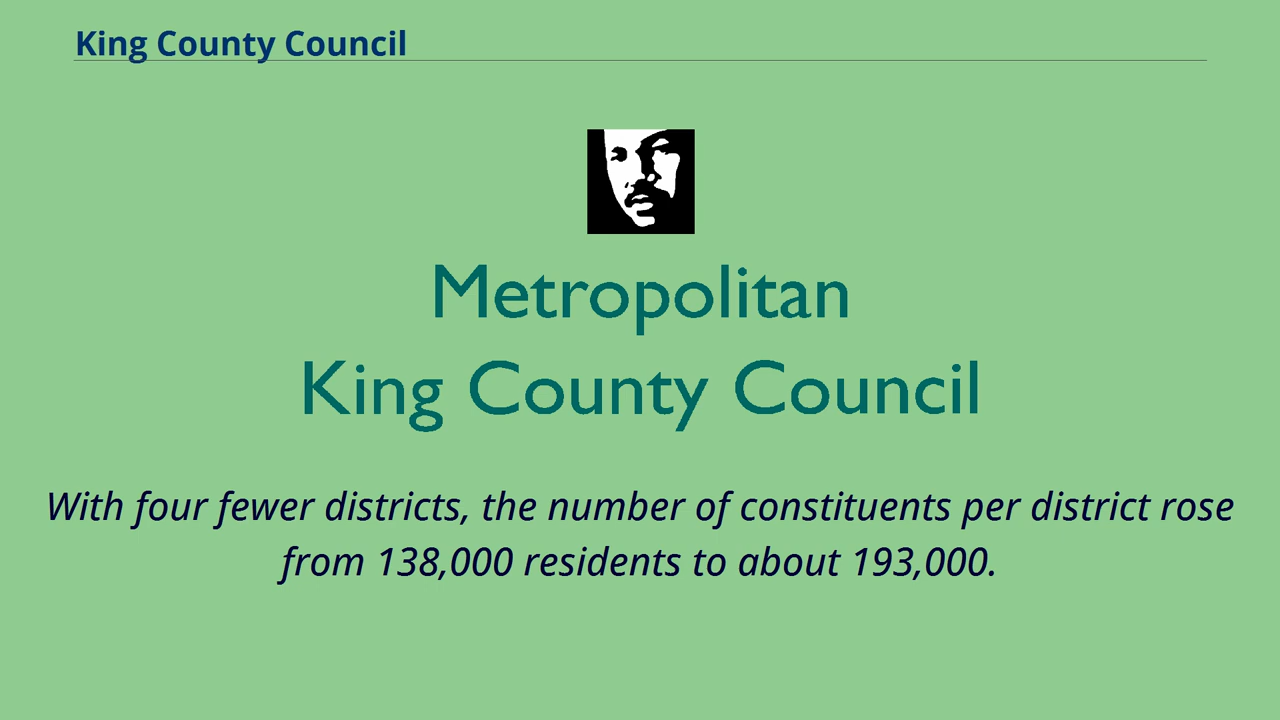 King County Council
Metropolitan
King County Council
With four fewer districts, the number of constituents per district rose
from 138,000 residents to about 193,000.